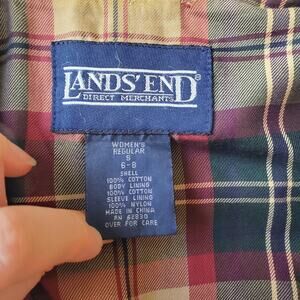 LANDS' END®
DIRECT MERCHANTS
WOMEN'S
REGULAR
S
6-8
SHELL
100% COTTON
BODY LINING
100% COTTON
SLEEVE LINING
100% NYLON
MADE IN CHINA
RN 62830
OVER FOR CARE